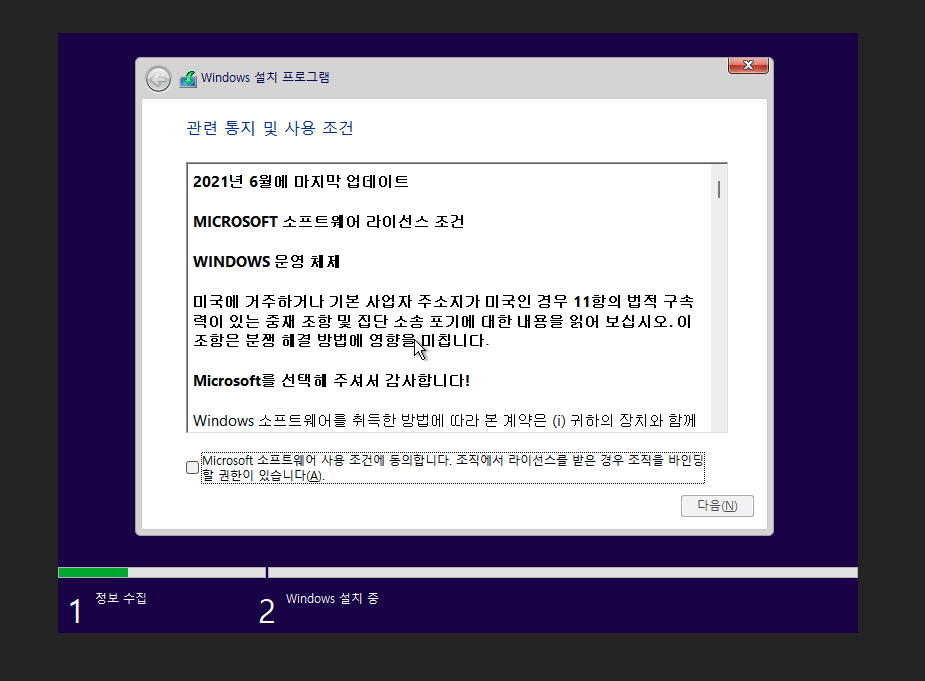 Windows 설치 프로그램
관련 통지 및 사용 조건
2021년 6월에 마지막 업데이트
MICROSOFT 소프트웨어 라이선스 조건
WINDOWS 운영 체제
미국에 거주하거나 기본 사업자 주소지가 미국인 경우 11항의 법적 구속
력이 있는 중재 조항 및 집단 소송 포기에 대한 내용을 읽어 보십시오. 이
조항은 분쟁 해결 방법에 영향을 미칩니다.
Microsoft를 선택해 주셔서 감사합니다!
Windows 소프트웨어를 취득한 방법에 따라 본 계약은 (i) 귀하의 장치와 함께
Microsoft 소프트웨어 사용 조건에 동의합니다. 조직에서 라이선스를 받은 경우 조직을 바인딩
할 권한이 있습니다(A).
다음(N)
1 정보 수집
2 Windows 설치 중